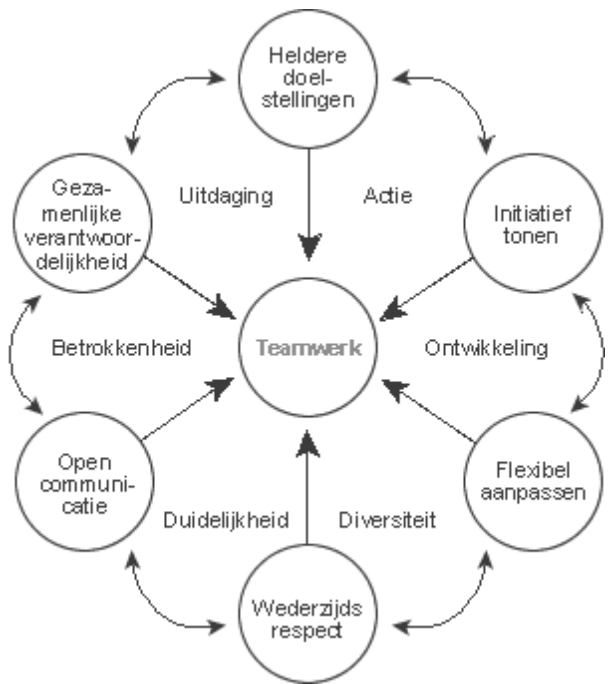 Heldere
doel-
stellingen
Geza-
menlijke
verantwoor-
delijkheid
Uitdaging
Actie
Initiatief
tonen
Betrokkenheid
Teamwerk
Ontwikkeling
Open
communi-
catie
Duidelijkheid
Diversiteit
Flexibel
aanpassen
Wederzijds
respect